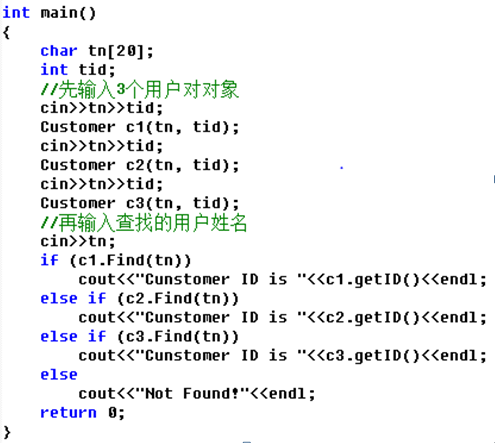 int main()
{
char tn[20];
int tid;
//先输入3个用户对对象
cin>>tn>>tid;
Customer c1(tn, tid);
cin>>tn>>tid;
Customer c2(tn, tid);
cin>>tn>>tid;
Customer c3(tn, tid);
//再输入查找的用户姓名
cin>>tn;
if (c1.Find(tn))
cout<<"Cunstomer ID is "<<c1.getID()<<endl;
else if (c2.Find(tn))
cout<<"Cunstomer ID is "<<c2.getID()<<endl;
else if (c3.Find(tn))
cout<<"Cunstomer ID is "<<c3.getID()<<endl;
else
cout<<"Not Found!"<<endl;
return 0;
}